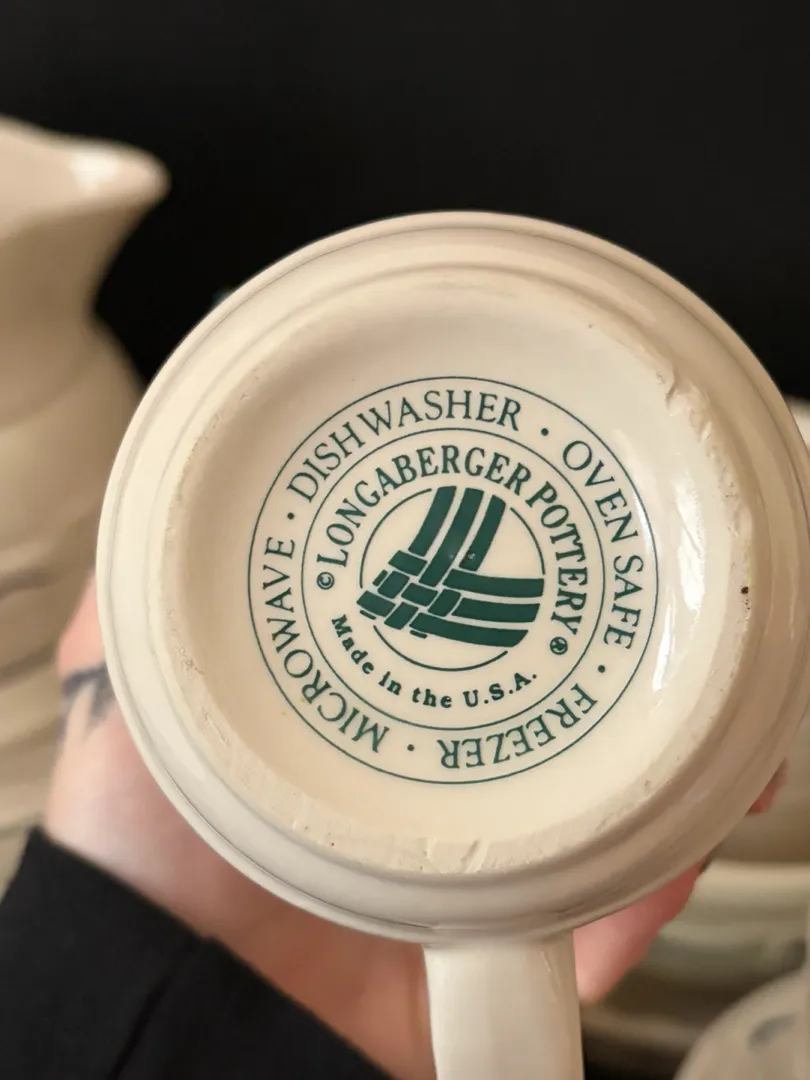 DISHWASHER · OVEN SAFE · FREEZER · MICROWAVE ·
© LONGABERGER POTTERY ®
Made in the U.S.A.